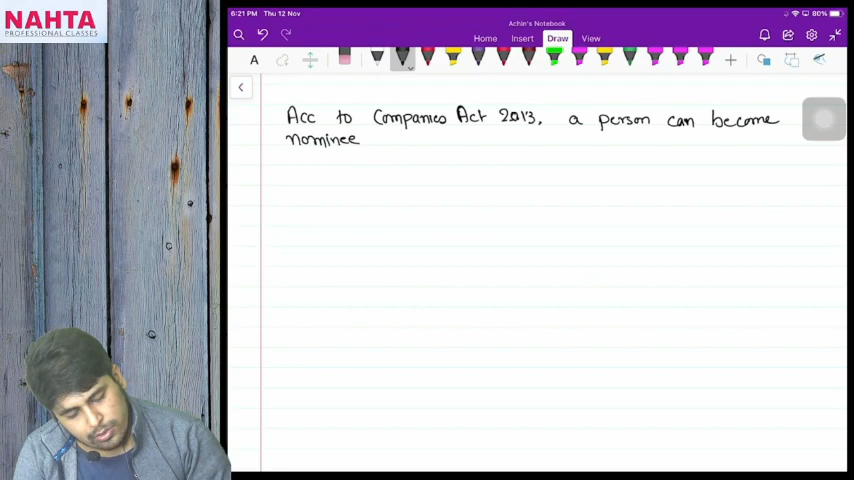 NAHTA
PROFESSIONAL CLASSES
6:21 PM Thu 12 Nov
80%
Achin's Notebook
Home Insert Draw View
A
Acc to Companies Act 2013, a person can become
nominee